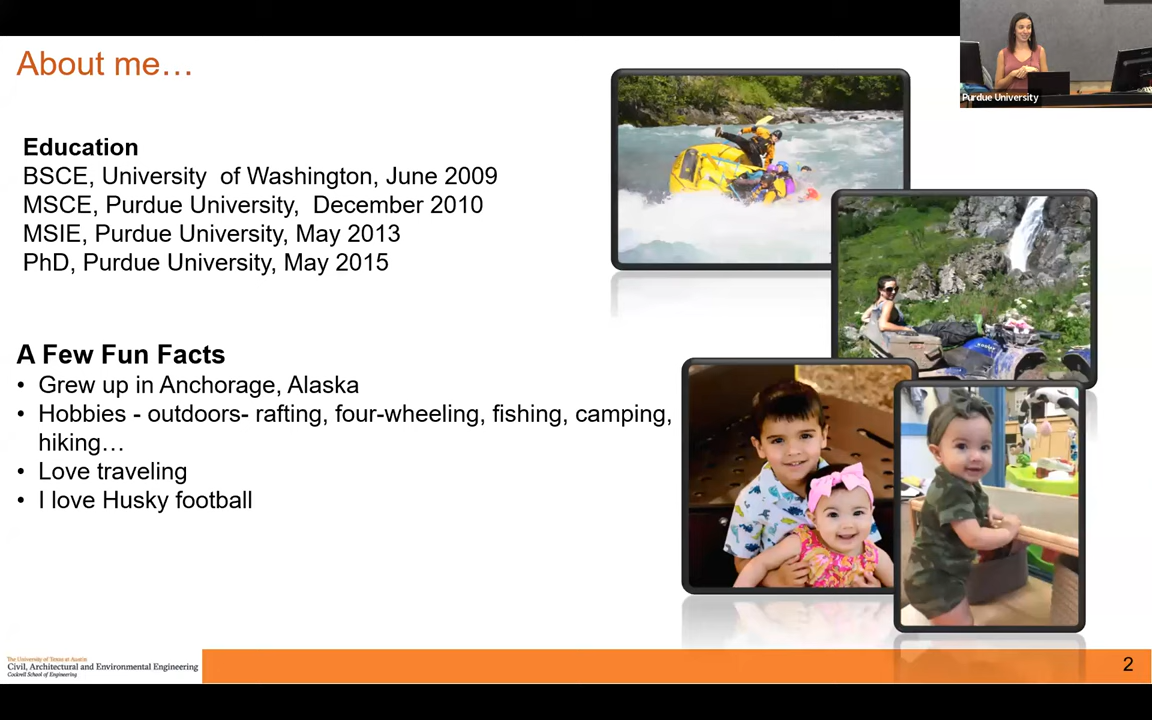 About me…
Purdue University
Education
BSCE, University of Washington, June 2009
MSCE, Purdue University, December 2010
MSIE, Purdue University, May 2013
PhD, Purdue University, May 2015
A Few Fun Facts
• Grew up in Anchorage, Alaska
• Hobbies - outdoors- rafting, four-wheeling, fishing, camping,
hiking…
• Love traveling
• I love Husky football
The University of Texas at Austin
Civil, Architectural and Environmental Engineering
Cockrell School of Engineering
2